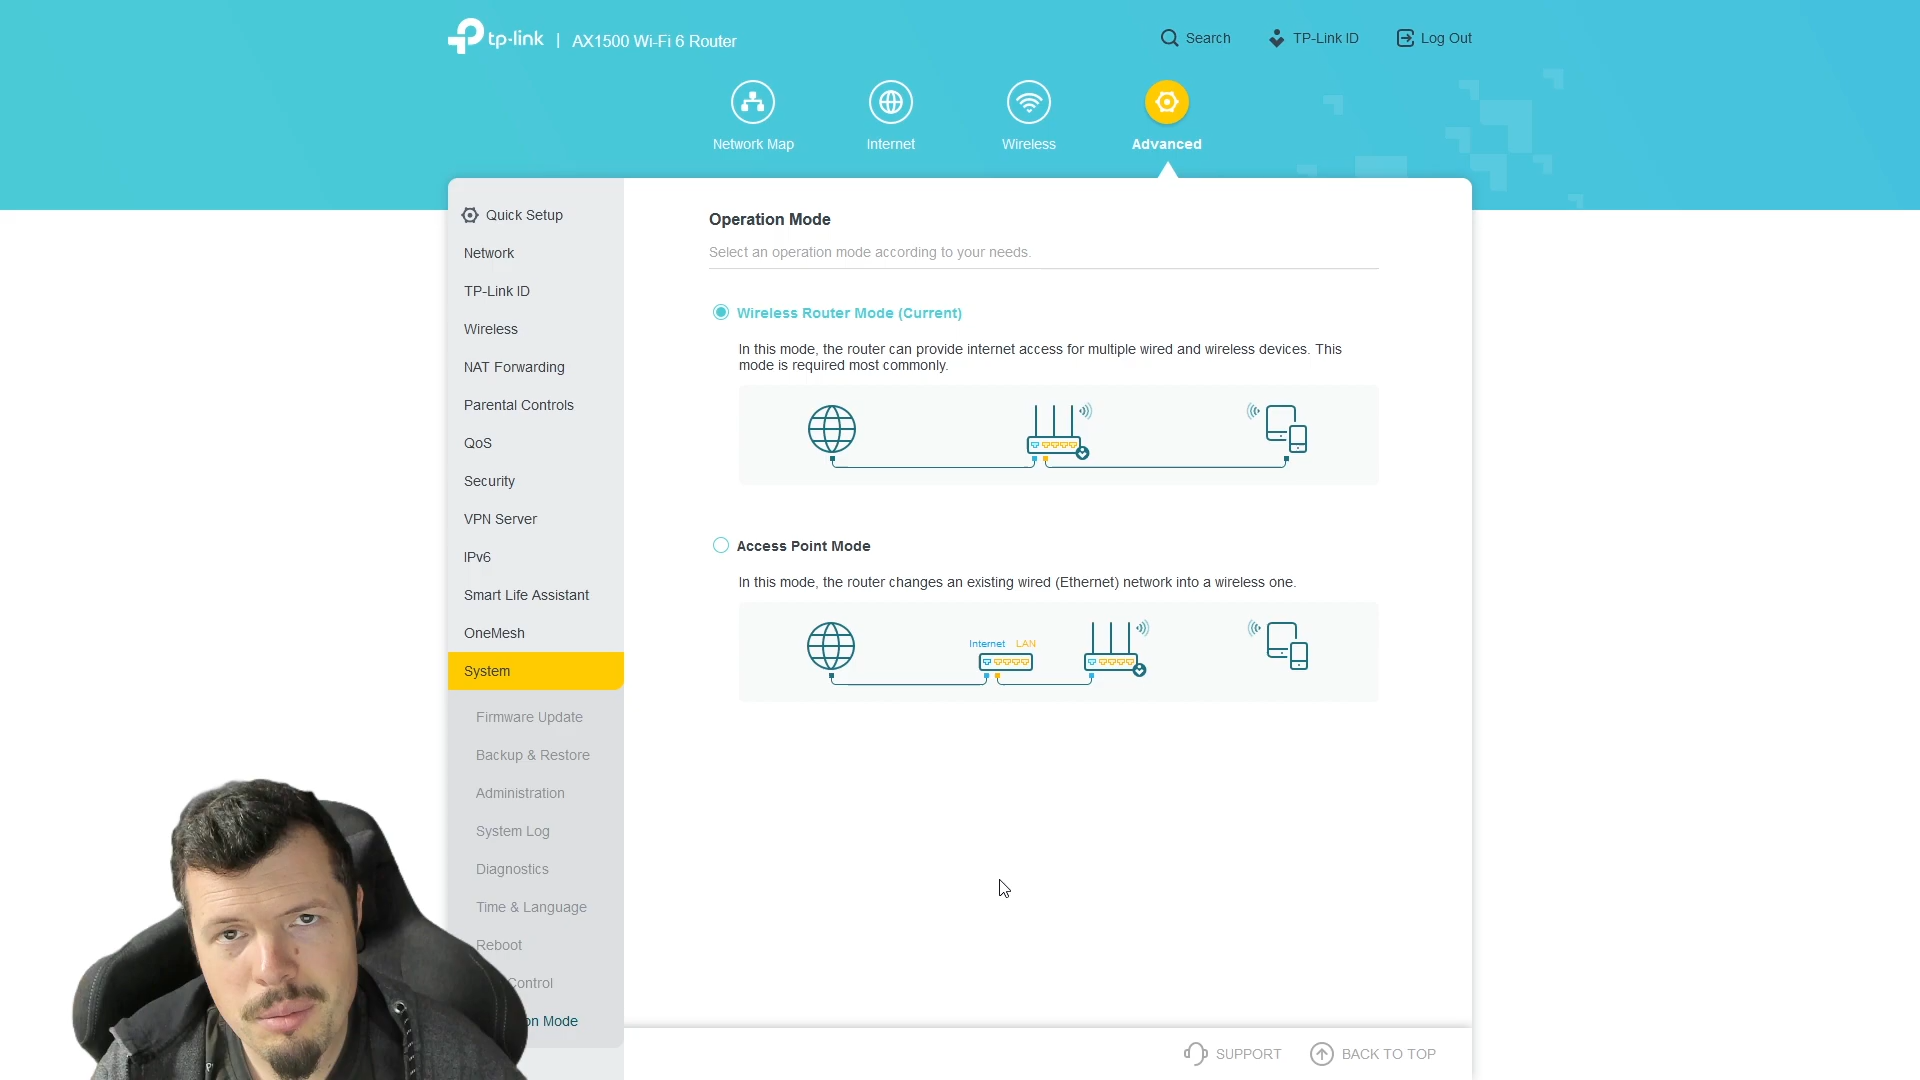 tp-link | AX1500 Wi-Fi 6 Router
Search
TP-Link ID
Log Out
Network Map
Internet
Wireless
Advanced
Quick Setup
Network
TP-Link ID
Wireless
NAT Forwarding
Parental Controls
QoS
Security
VPN Server
IPv6
Smart Life Assistant
OneMesh
System
Firmware Update
Backup & Restore
Administration
System Log
Diagnostics
Time & Language
Reboot
Control
on Mode
Operation Mode
Select an operation mode according to your needs.
Wireless Router Mode (Current)
In this mode, the router can provide internet access for multiple wired and wireless devices. This
mode is required most commonly.
Access Point Mode
In this mode, the router changes an existing wired (Ethernet) network into a wireless one.
Internet LAN
SUPPORT
BACK TO TOP